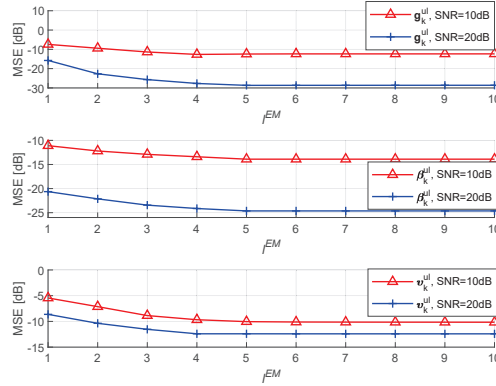 MSE [dB]
10
0
-10
-20
-30
1 2 3 4 5 6 7 8 9 10
l^EM
g_k^ul, SNR=10dB
g_k^ul, SNR=20dB
MSE [dB]
-10
-15
-20
-25
1 2 3 4 5 6 7 8 9 10
l^EM
β_k^ul, SNR=10dB
β_k^ul, SNR=20dB
MSE [dB]
0
-5
-10
-15
1 2 3 4 5 6 7 8 9 10
l^EM
υ_k^ul, SNR=10dB
υ_k^ul, SNR=20dB